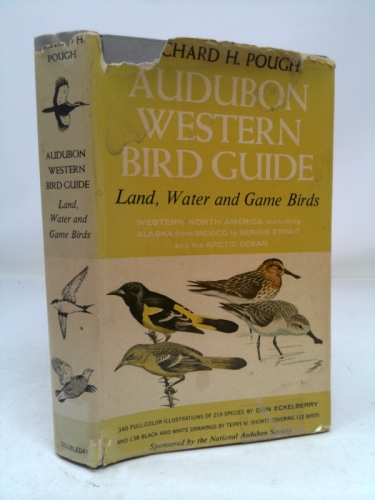 RICHARD H.
POUGH
AUDUBON
WESTERN
BIRD GUIDE
Land,
Water and
Game Birds
DOUBLEDAY
RICHARD H. POUGH
AUDUBON
WESTERN
BIRD GUIDE
Land, Water and Game Birds
WESTERN NORTH AMERICA including
ALASKA from MEXICO to BERING STRAIT
and the ARCTIC OCEAN
340 FULL-COLOR ILLUSTRATIONS OF 219 SPECIES BY DON ECKELBERRY
AND 138 BLACK AND WHITE DRAWINGS BY TERRY M. SHORTT COVERING 122 BIRDS
Sponsored by the National Audubon Society